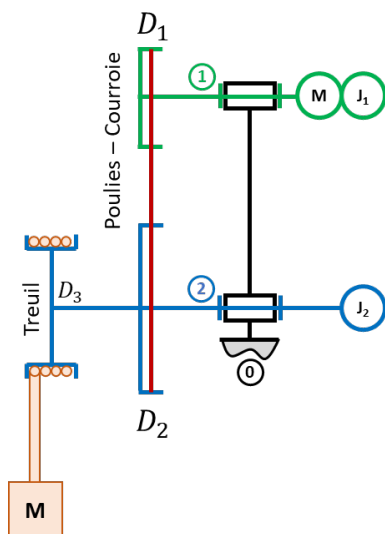 D₁
Poulies – Courroie
1
M
J₁
Treuil
D₃
2
J₂
0
D₂
M